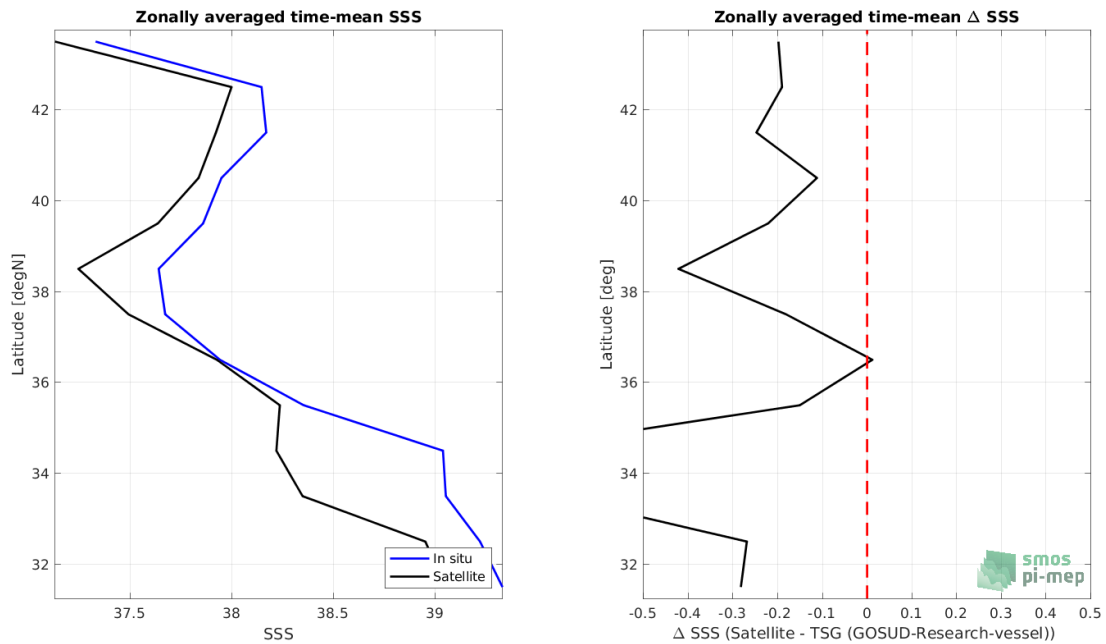 Zonally averaged time-mean SSS
42
40
38
36
34
32
Latitude [degN]
37.5
38
38.5
39
SSS
In situ
Satellite
Zonally averaged time-mean Δ SSS
42
40
38
36
34
32
Latitude [deg]
-0.5
-0.4
-0.3
-0.2
-0.1
0
0.1
0.2
0.3
0.4
0.5
Δ SSS (Satellite - TSG (GOSUD-Research-vessel))
smos
pi-mep